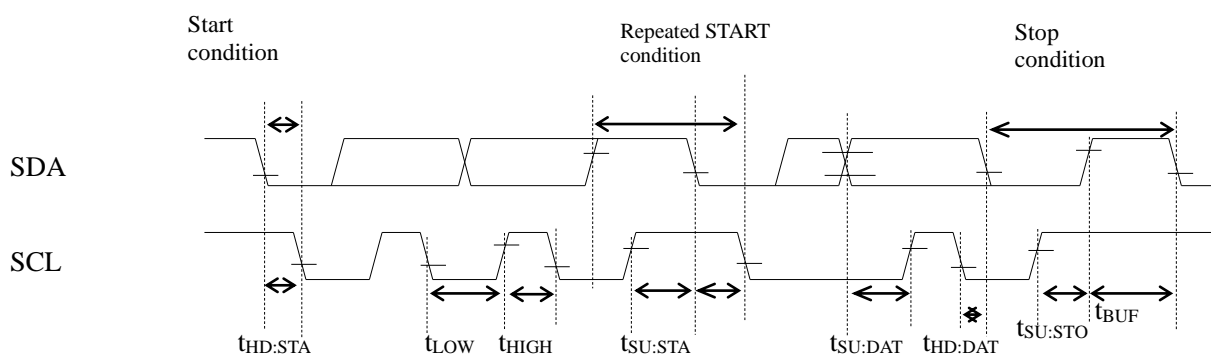 Start
condition
Repeated START
condition
Stop
condition
SDA
SCL
tHD:STA
tLOW
tHIGH
tSU:STA
tSU:DAT
tHD:DAT
tSU:STO
tBUF